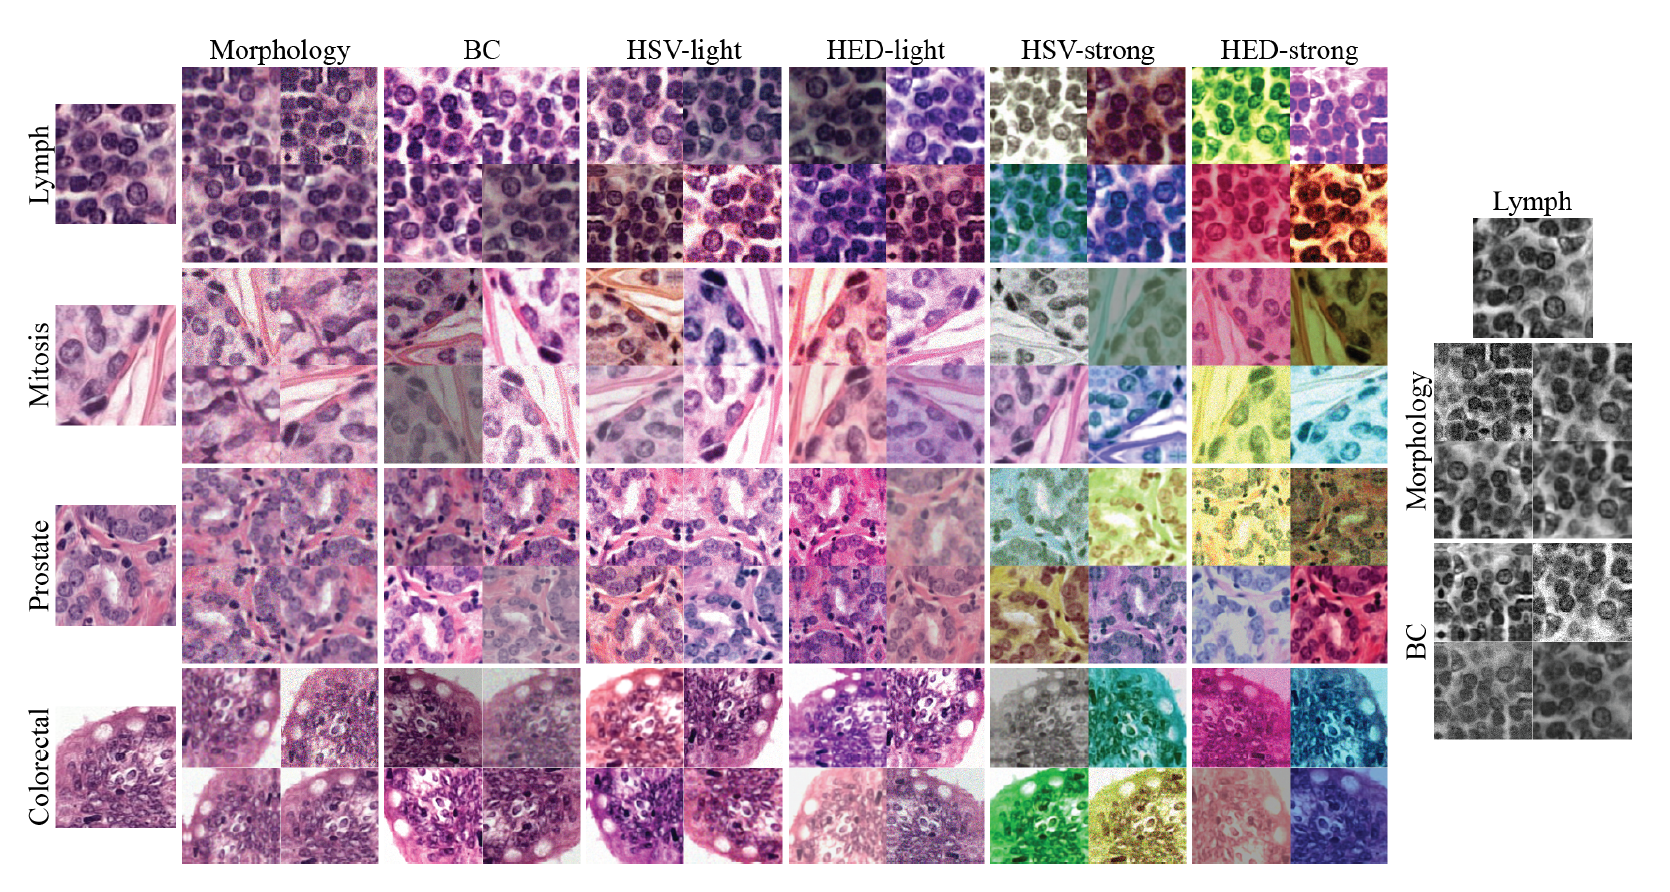 Morphology BC HSV-light HED-light HSV-strong HED-strong
Lymph
Mitosis
Prostate
Colorectal
Lymph
Morphology
BC